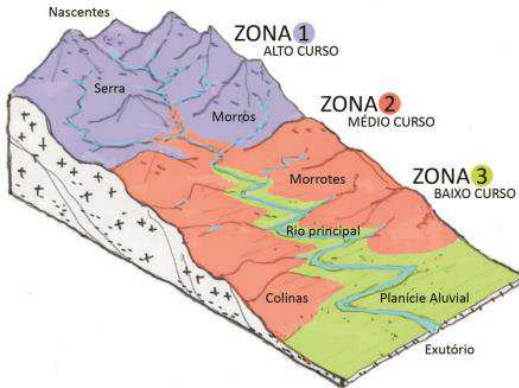 Nascentes
ZONA 1
ALTO CURSO
Serra
Morros
ZONA 2
MÉDIO CURSO
Morrotes
ZONA 3
BAIXO CURSO
Rio principal
Colinas
Planície Aluvial
Exutório